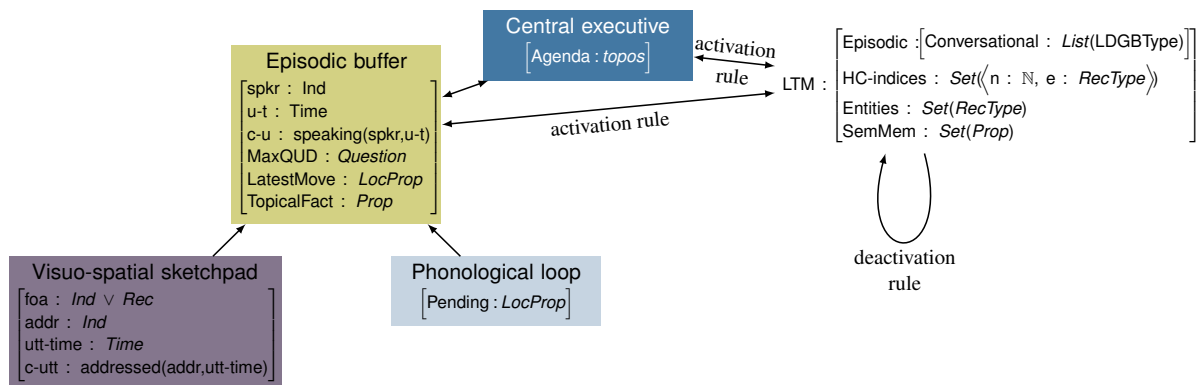 Central executive
[Agenda : topos]
Episodic buffer
spkr : Ind
u-t : Time
c-u : speaking(spkr,u-t)
MaxQUD : Question
LatestMove : LocProp
TopicalFact : Prop
activation
rule
activation rule
LTM :
Episodic : [Conversational : List(LDGBType)]
HC-indices : Set(⟨n : ℕ, e : RecType⟩)
Entities : Set(RecType)
SemMem : Set(Prop)
deactivation
rule
Visuo-spatial sketchpad
foa : Ind ∨ Rec
addr : Ind
utt-time : Time
c-utt : addressed(addr,utt-time)
Phonological loop
[Pending : LocProp]